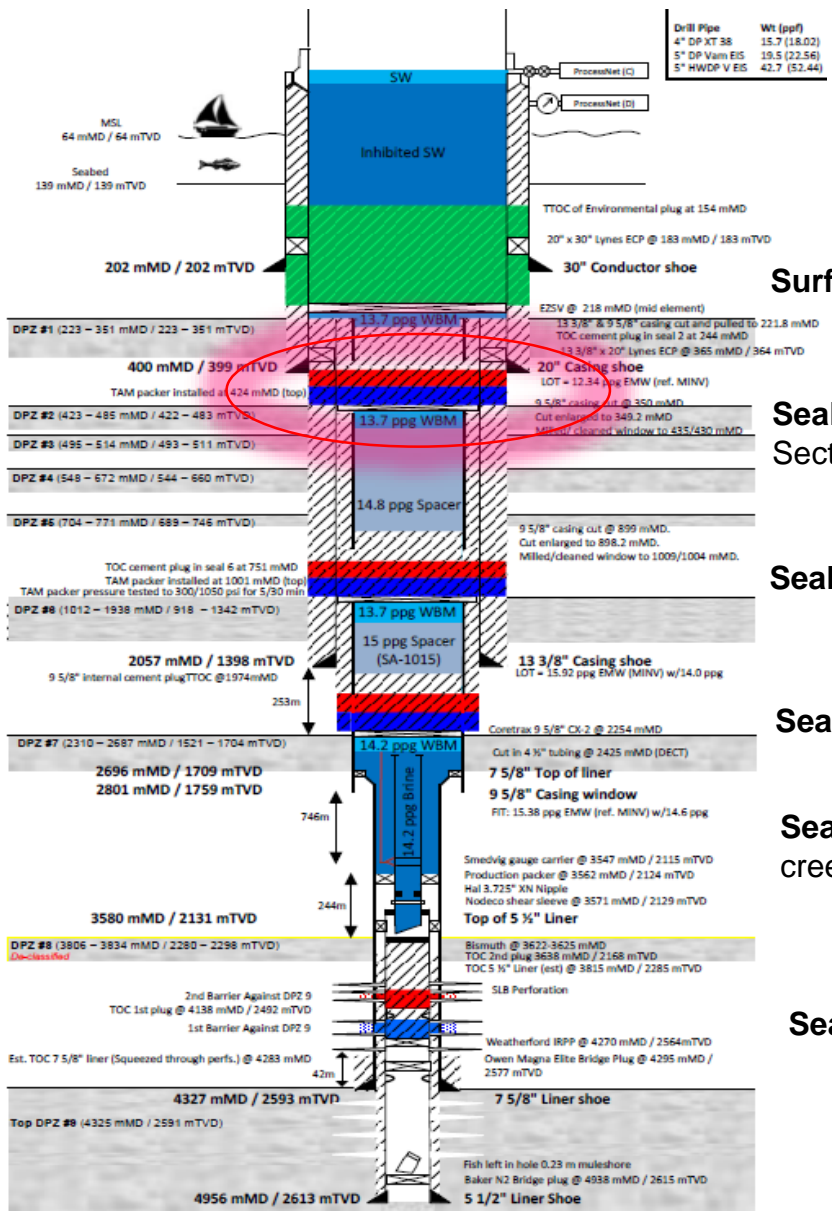 Drill Pipe Wt (ppf)
4" DP XT 38 15.7 (18.02)
5" DP Vam EIS 19.5 (22.56)
5" HWDP V EIS 42.7 (52.44)
SW
ProcessNet (C)
ProcessNet (D)
MSL
64 mMD / 64 mTVD
Inhibited SW
Seabed
139 mMD / 139 mTVD
TTOC of Environmental plug at 154 mMD
20" x 30" Lynes ECP @ 183 mMD / 183 mTVD
202 mMD / 202 mTVD
30" Conductor shoe
Surf
EZSV @ 218 mMD (mid element)
13.7 ppg WBM
13 3/8" & 9 5/8" casing cut and pulled to 221.8 mMD
DPZ #1 (223 – 351 mMD / 223 – 351 mTVD)
TOC cement plug in seal 2 at 244 mMD
13 3/8" x 20" Lynes ECP @ 365 mMD / 364 mTVD
400 mMD / 399 mTVD
20" Casing shoe
LOT = 12.34 ppg EMW (ref. MINV)
TAM packer installed at 424 mMD (top)
9 5/8" casing cut @ 350 mMD
Cut enlarged to 349.2 mMD
Milled/ cleaned window to 435/430 mMD
DPZ #2 (423 – 485 mMD / 422 – 483 mTVD)
13.7 ppg WBM
Seal
Sect
DPZ #3 (495 – 514 mMD / 493 – 511 mTVD)
DPZ #4 (548 – 672 mMD / 544 – 660 mTVD)
14.8 ppg Spacer
DPZ #5 (704 – 771 mMD / 689 – 746 mTVD)
9 5/8" casing cut @ 899 mMD.
Cut enlarged to 898.2 mMD.
Milled/cleaned window to 1009/1004 mMD.
TOC cement plug in seal 6 at 751 mMD
TAM packer installed at 1001 mMD (top)
TAM packer pressure tested to 300/1050 psi for 5/30 min
Seal
DPZ #6 (1012 – 1938 mMD / 918 – 1342 mTVD)
13.7 ppg WBM
15 ppg Spacer
(SA-1015)
2057 mMD / 1398 mTVD
13 3/8" Casing shoe
LOT = 15.92 ppg EMW (MINV) w/14.0 ppg
9 5/8" internal cement plugTTOC @1974mMD
253m
Coretrax 9 5/8" CX-2 @ 2254 mMD
Sea
DPZ #7 (2310 – 2687 mMD / 1521 – 1704 mTVD)
14.2 ppg WBM
Cut in 4 ½" tubing @ 2425 mMD (DECT)
2696 mMD / 1709 mTVD
7 5/8" Top of liner
2801 mMD / 1759 mTVD
9 5/8" Casing window
FIT: 15.38 ppg EMW (ref. MINV) w/14.6 ppg
14.2 ppg Brine
746m
Sea
cree
Smedvig gauge carrier @ 3547 mMD / 2115 mTVD
Production packer @ 3562 mMD / 2124 mTVD
Hal 3.725" XN Nipple
Nodeco shear sleeve @ 3571 mMD / 2129 mTVD
244m
3580 mMD / 2131 mTVD
Top of 5 ½" Liner
DPZ #8 (3806 – 3834 mMD / 2280 – 2298 mTVD)
De-classified
Bismuth @ 3622-3625 mMD
TOC 2nd plug 3638 mMD / 2168 mTVD
TOC 5 ½" Liner (est) @ 3815 mMD / 2285 mTVD
2nd Barrier Against DPZ 9
SLB Perforation
TOC 1st plug @ 4138 mMD / 2492 mTVD
Sea
1st Barrier Against DPZ 9
Weatherford IRPP @ 4270 mMD / 2564mTVD
Est. TOC 7 5/8" liner (Squeezed through perfs.) @ 4283 mMD
Owen Magna Elite Bridge Plug @ 4295 mMD /
2577 mTVD
42m
4327 mMD / 2593 mTVD
7 5/8" Liner shoe
Top DPZ #9 (4325 mMD / 2591 mTVD)
Fish left in hole 0.23 m muleshore
Baker N2 Bridge plug @ 4938 mMD / 2615 mTVD
4956 mMD / 2613 mTVD
5 1/2" Liner Shoe